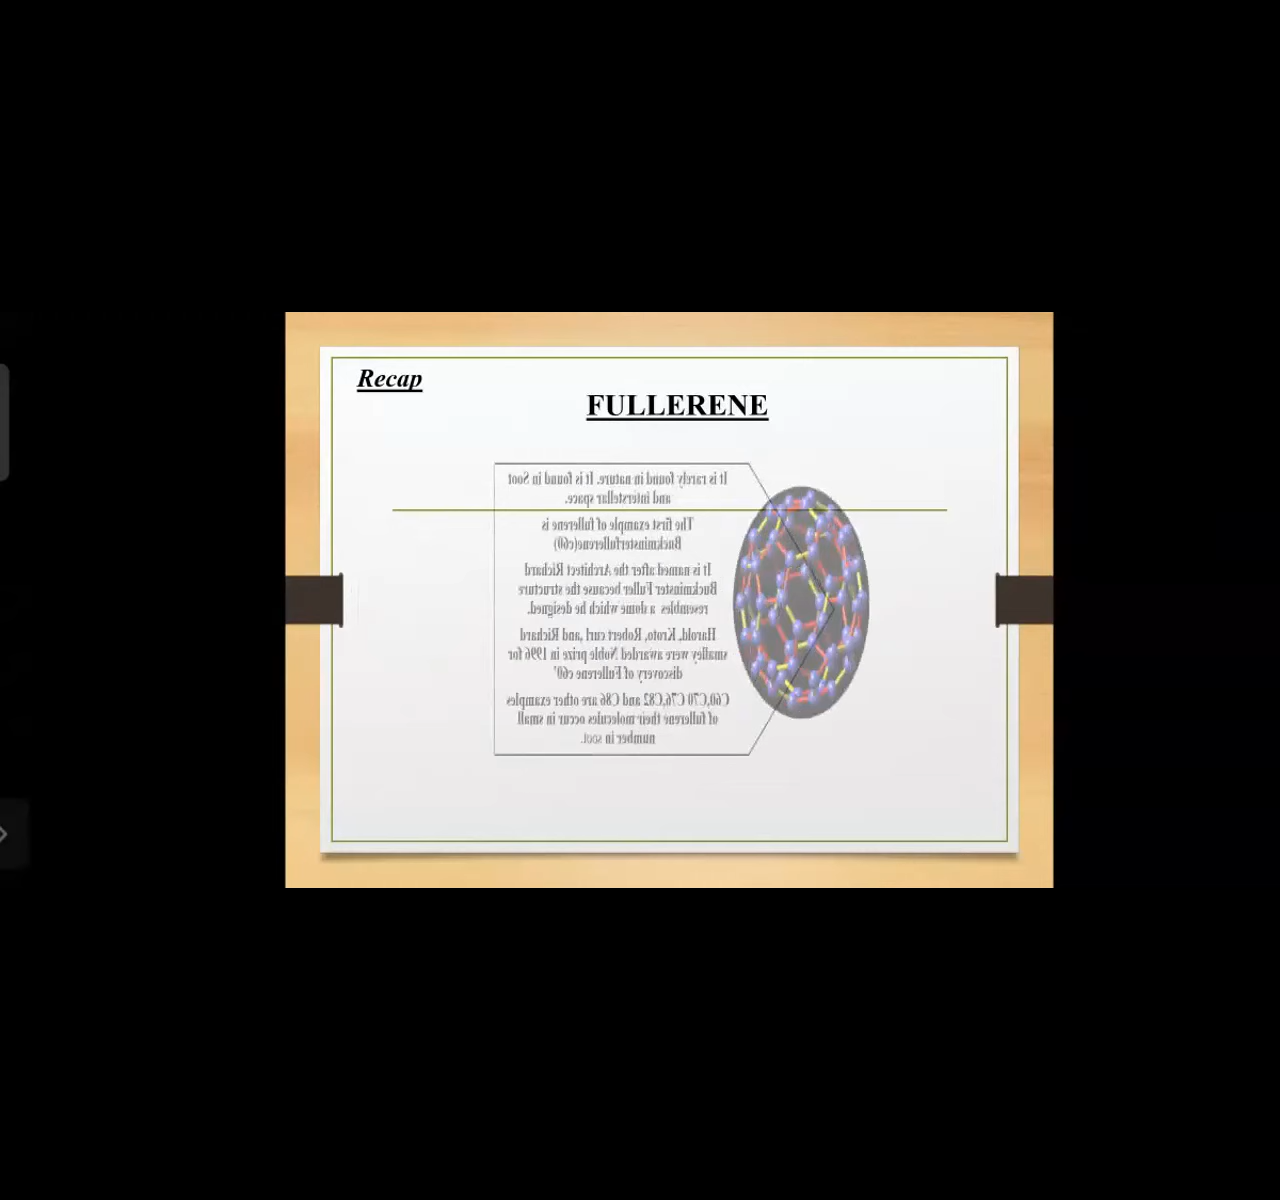 Recap
FULLERENE
It is rarely found in nature. It is found in Soot
and interstellar space.
The first example of fullerene is
Buckminsterfullerene(c60)
It is named after the Architect Richard
Buckminster Fuller because the structure
resembles a dome which he designed.
Harold, Kroto, Robert curl ,and Richard
smalley were awarded Noble prize in 1996 for
discovery of Fullerene c60'
C60,C70 C76,C82 and C86 are other examples
of fullerene their molecules occur in small
number in soot.